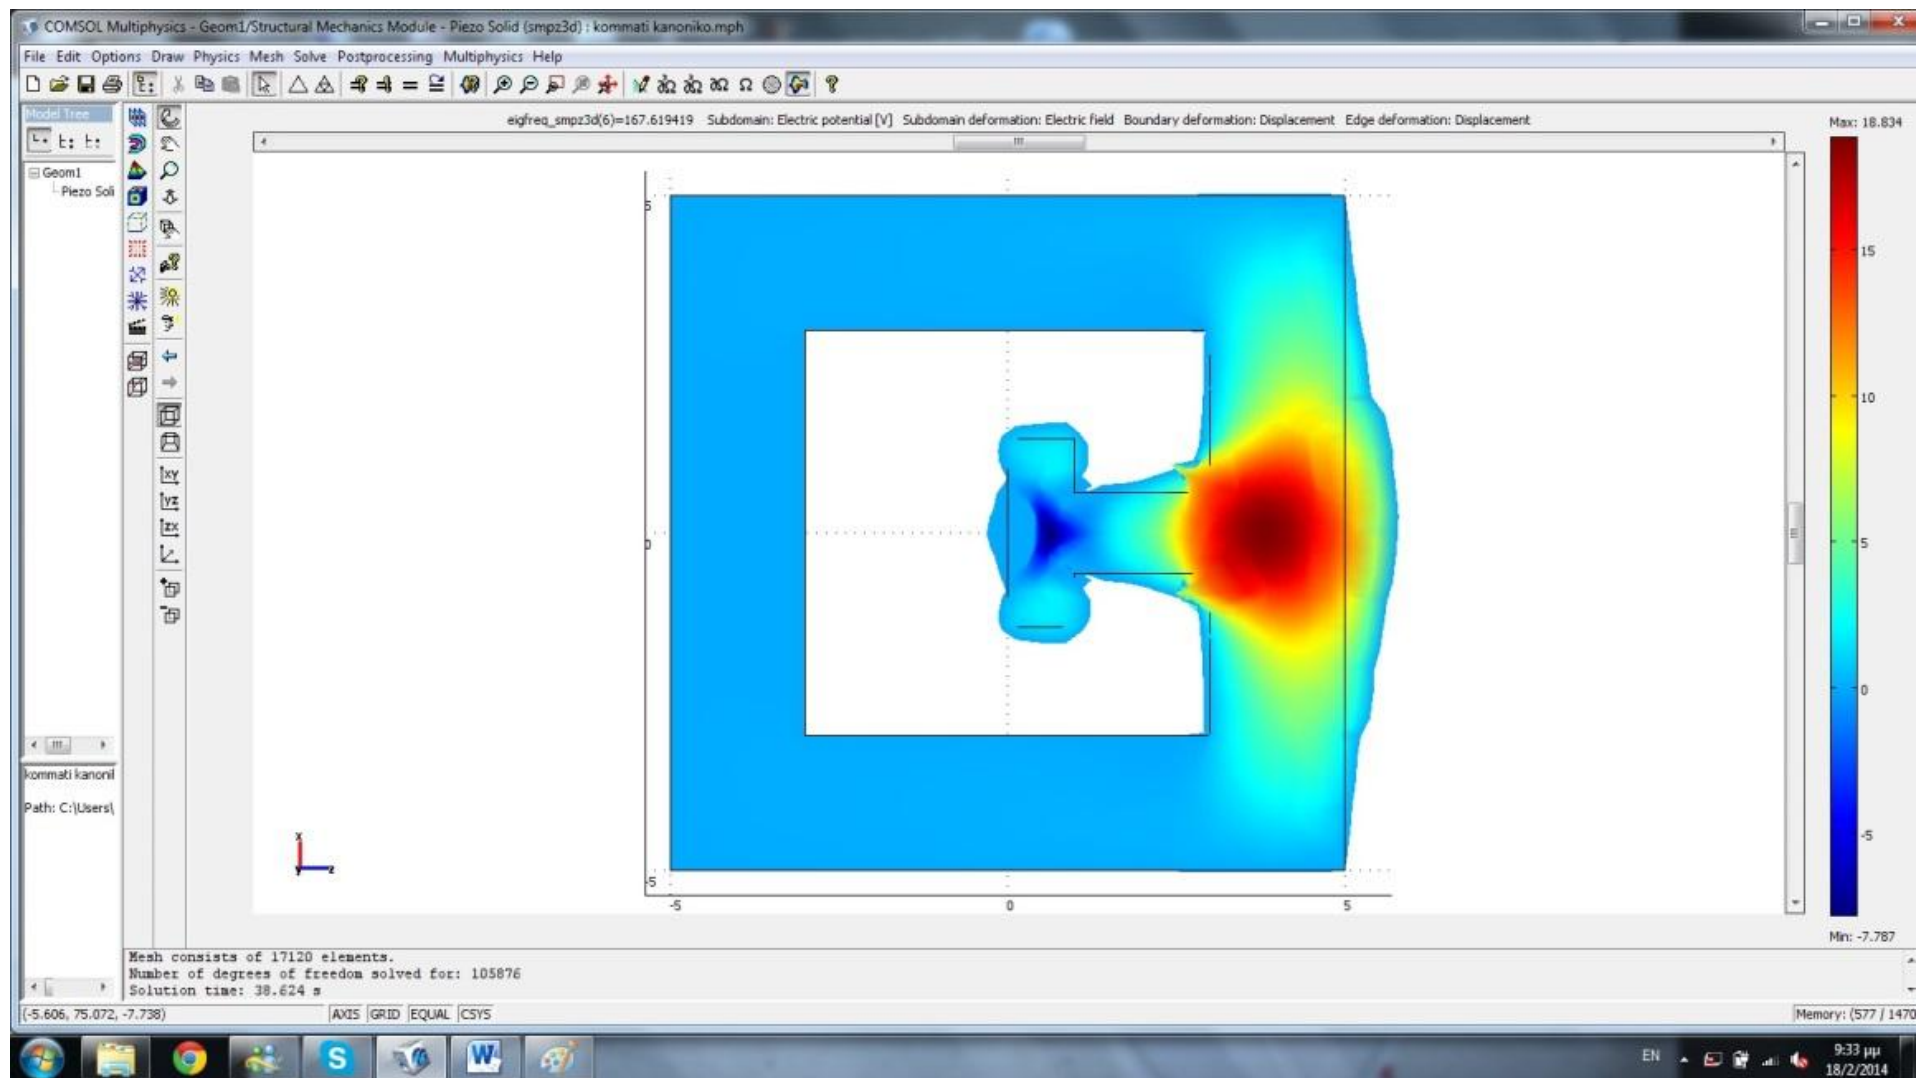 COMSOL Multiphysics - Geom1/Structural Mechanics Module - Piezo Solid (smpz3d) : kommati kanoniko.mph
File Edit Options Draw Physics Mesh Solve Postprocessing Multiphysics Help
Model Tree
eigfreq_smpz3d(6)=167.619419 Subdomain: Electric potential [V] Subdomain deformation: Electric field Boundary deformation: Displacement Edge deformation: Displacement
Max: 18.834
Geom1
Piezo Soli
5
0
-5
-5 0 5
x
y z
15
10
5
0
-5
Min: -7.787
xy
yz
zx
kommati kanonil
Path: C:\Users\
Mesh consists of 17120 elements.
Number of degrees of freedom solved for: 105876
Solution time: 38.624 s
(-5.606, 75.072, -7.738) AXIS GRID EQUAL CSYS Memory: (577 / 1470
EN 9:33 μμ
18/2/2014